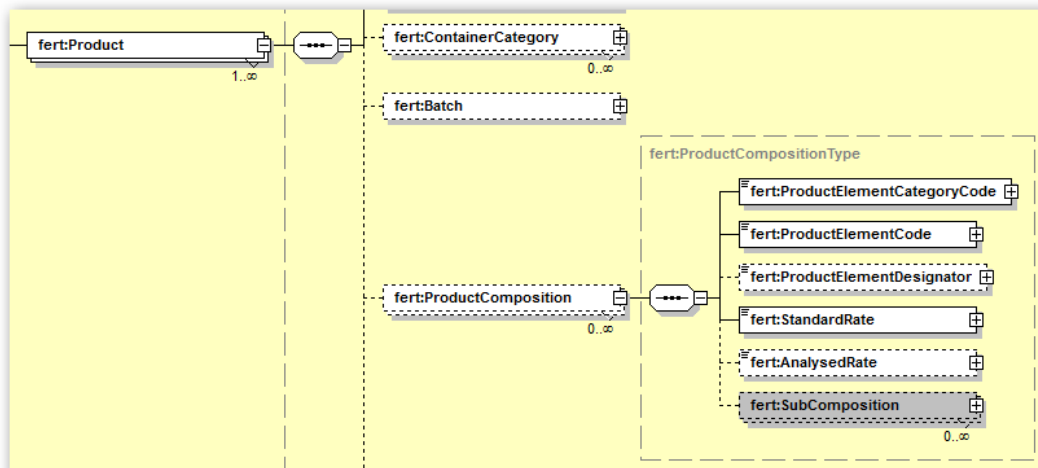 fert:Product
1..∞
fert:ContainerCategory
0..∞
fert:Batch
fert:ProductCompositionType
fert:ProductElementCategoryCode
fert:ProductElementCode
fert:ProductElementDesignator
fert:ProductComposition
0..∞
fert:StandardRate
fert:AnalysedRate
fert:SubComposition
0..∞